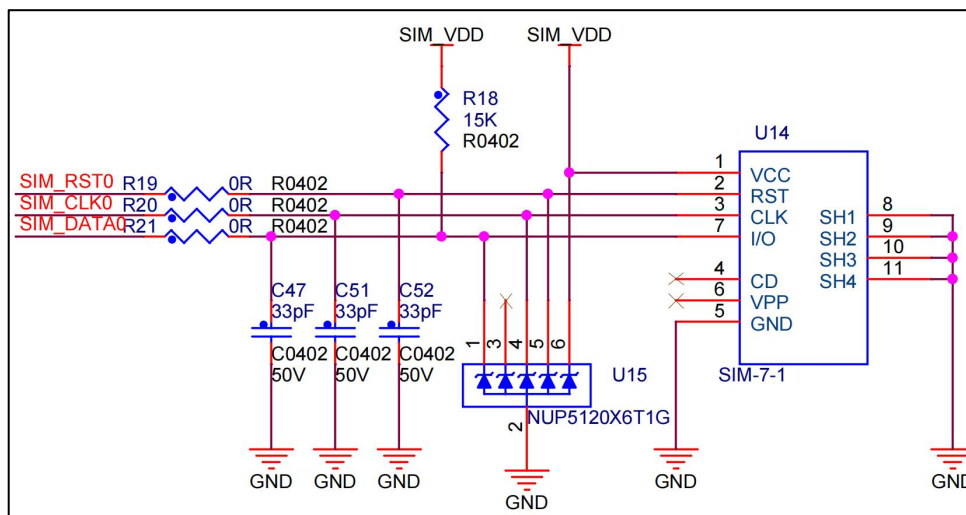 SIM_VDD SIM_VDD
R18
15K
R0402
U14
SIM_RST0 R19 0R R0402
SIM_CLK0 R20 0R R0402
SIM_DATA0 R21 0R R0402
1 VCC
2 RST
3 CLK SH1 8
7 I/O SH2 9
SH3 10
4 CD SH4 11
6 VPP
5 GND
SIM-7-1
C47 C51 C52
33pF 33pF 33pF
C0402 C0402 C0402
50V 50V 50V
1 3 4 5 6
U15
NUP5120X6T1G
2
GND GND GND GND GND GND